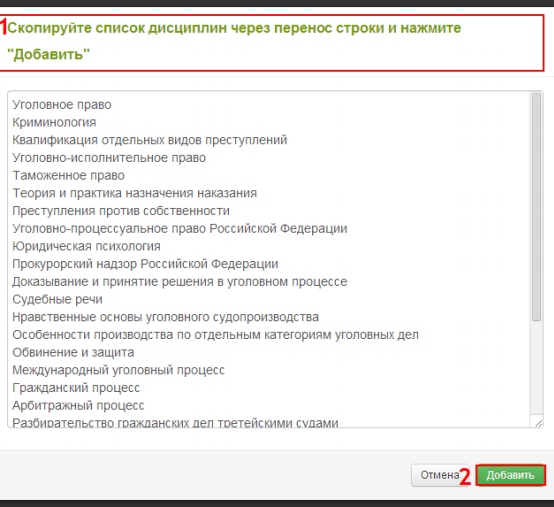 1
Скопируйте список дисциплин через перенос строки и нажмите
"Добавить"
Уголовное право
Криминология
Квалификация отдельных видов преступлений
Уголовно-исполнительное право
Таможенное право
Теория и практика назначения наказания
Преступления против собственности
Уголовно-процессуальное право Российской Федерации
Юридическая психология
Прокурорский надзор Российской Федерации
Доказывание и принятие решения в уголовном процессе
Судебные речи
Нравственные основы уголовного судопроизводства
Особенности производства по отдельным категориям уголовных дел
Обвинение и защита
Международный уголовный процесс
Гражданский процесс
Арбитражный процесс
Разбирательство гражданских дел третейскими судами
Отмена 2 Добавить